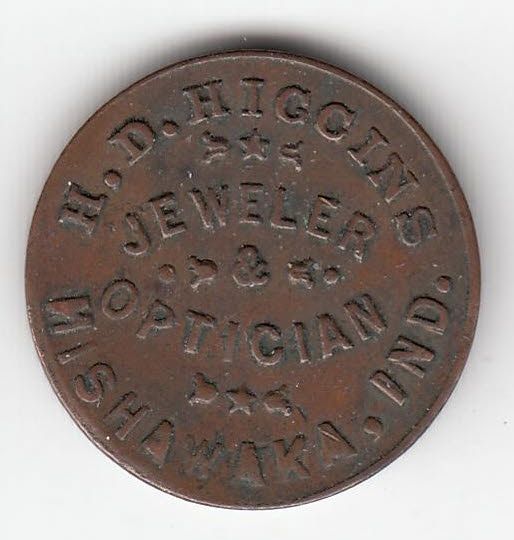 H. D. HIGGINS
JEWELER
&
OPTICIAN
MISHAWAKA, IND.